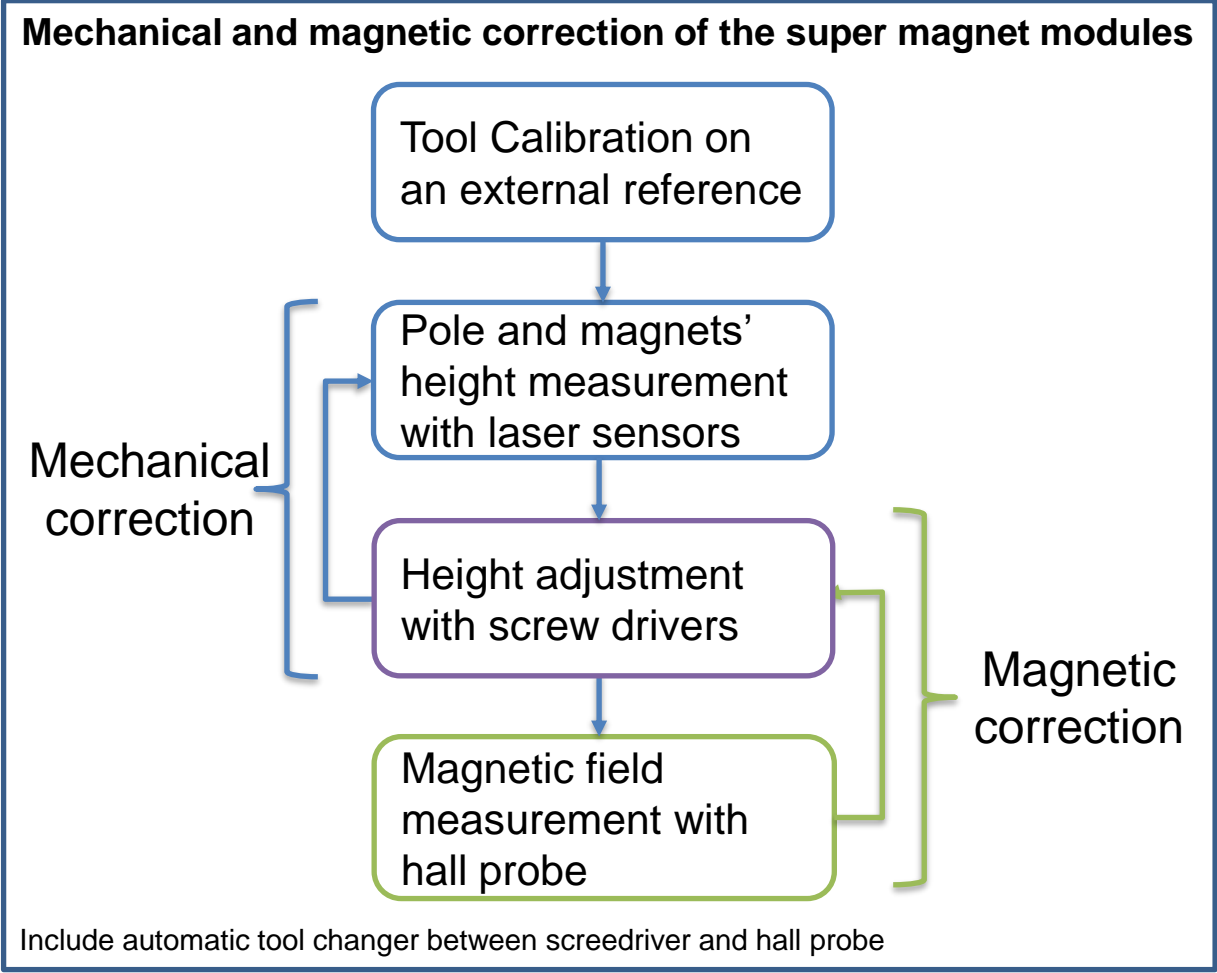 Mechanical and magnetic correction of the super magnet modules
Tool Calibration on
an external reference
Pole and magnets’
height measurement
with laser sensors
Mechanical
correction
Height adjustment
with screw drivers
Magnetic
correction
Magnetic field
measurement with
hall probe
Include automatic tool changer between screedriver and hall probe